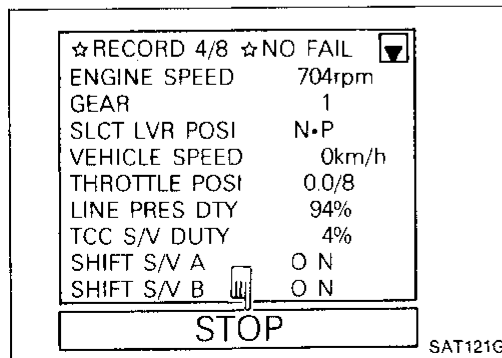 ☆RECORD 4/8 ☆NO FAIL ▼
ENGINE SPEED 704rpm
GEAR 1
SLCT LVR POSI N•P
VEHICLE SPEED 0km/h
THROTTLE POSI 0.0/8
LINE PRES DTY 94%
TCC S/V DUTY 4%
SHIFT S/V A O N
SHIFT S/V B O N
STOP
SAT121G